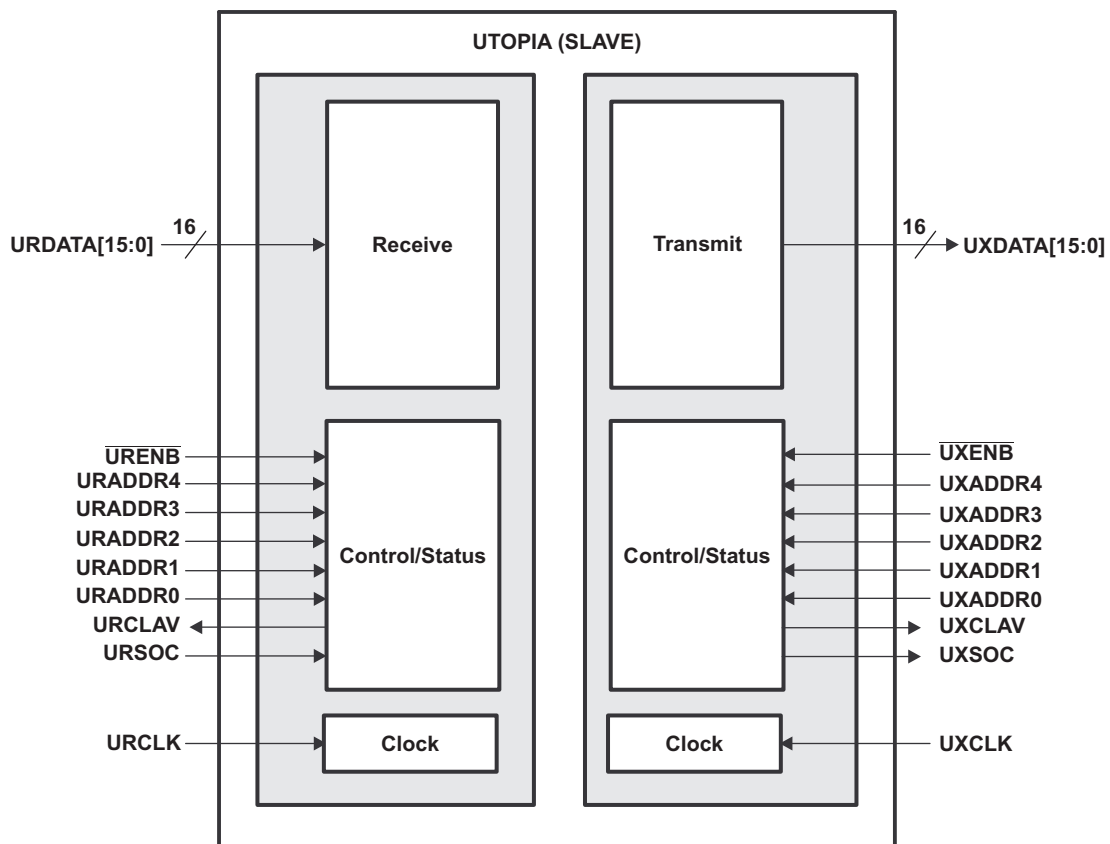 UTOPIA (SLAVE)
16
URDATA[15:0]
Receive
Transmit
16
UXDATA[15:0]
URENB
URADDR4
URADDR3
URADDR2
URADDR1
URADDR0
URCLAV
URSOC
Control/Status
Control/Status
UXENB
UXADDR4
UXADDR3
UXADDR2
UXADDR1
UXADDR0
UXCLAV
UXSOC
URCLK
Clock
Clock
UXCLK